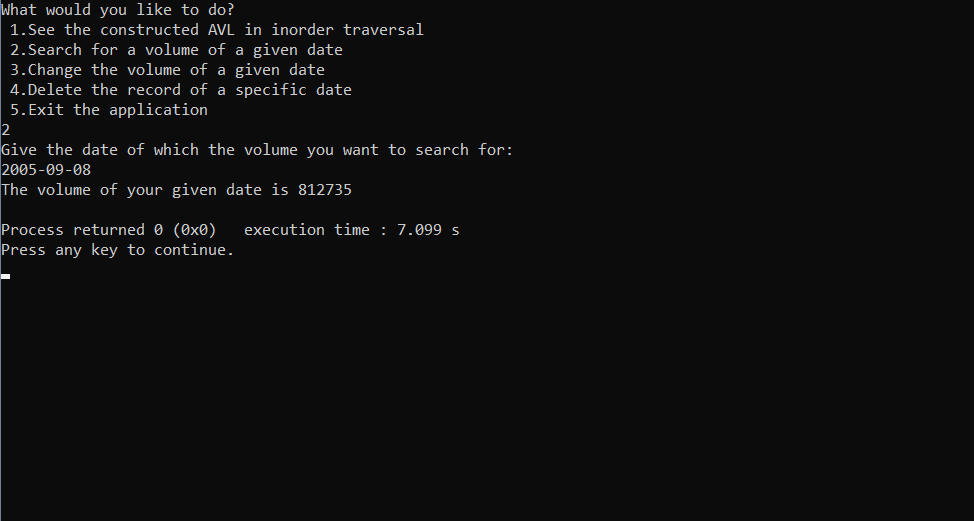 What would you like to do?
 1.See the constructed AVL in inorder traversal
 2.Search for a volume of a given date
 3.Change the volume of a given date
 4.Delete the record of a specific date
 5.Exit the application
2
Give the date of which the volume you want to search for:
2005-09-08
The volume of your given date is 812735

Process returned 0 (0x0)   execution time : 7.099 s
Press any key to continue.